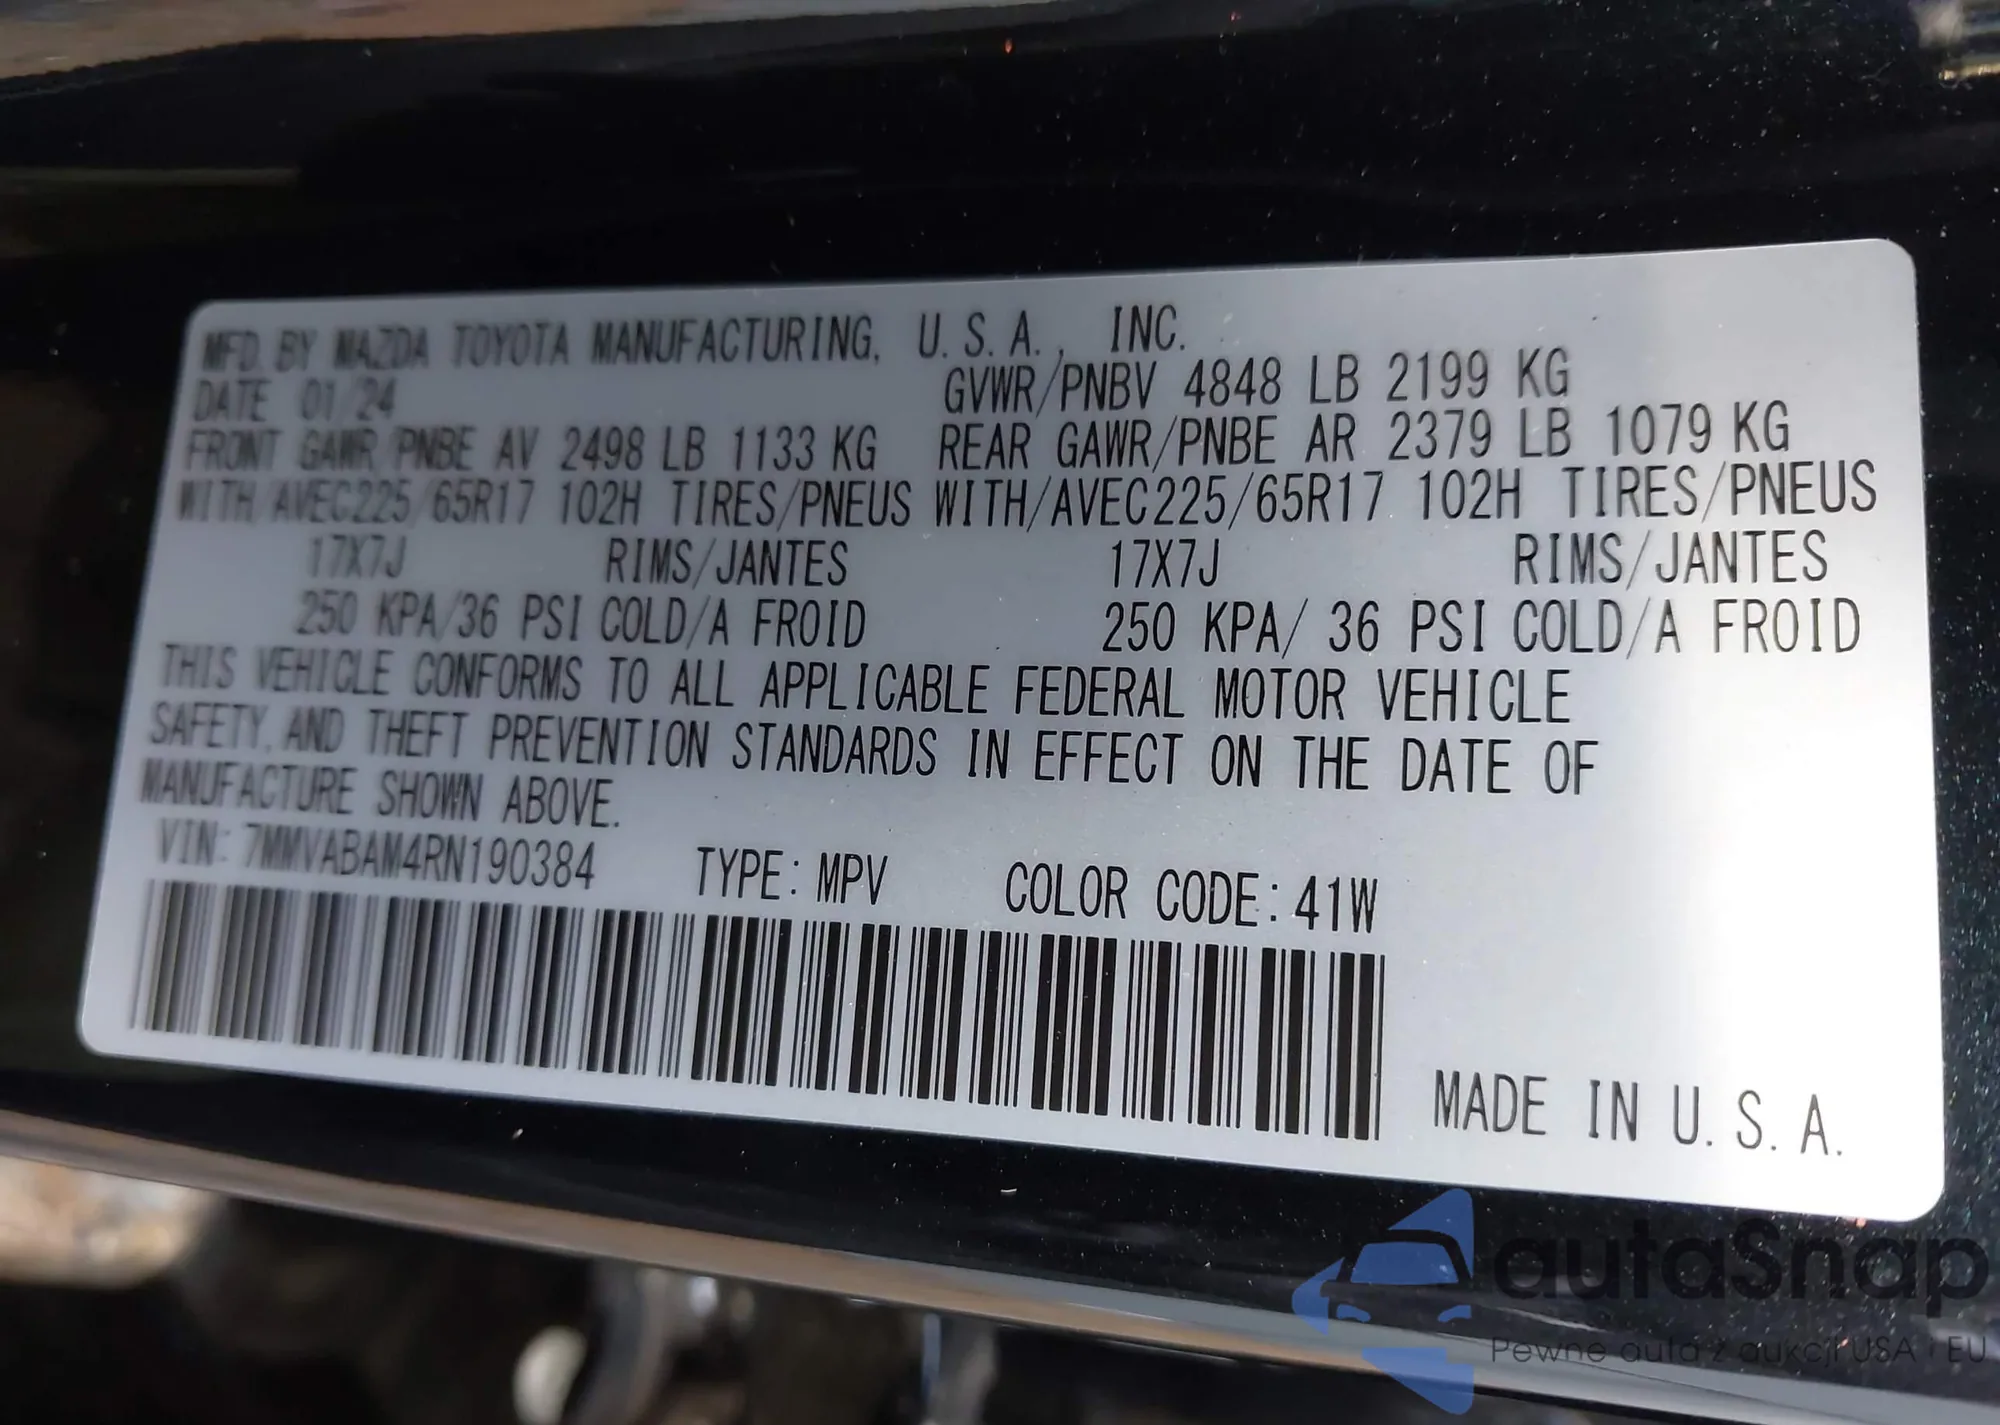 MFD. BY MAZDA TOYOTA MANUFACTURING, U.S.A., INC.
DATE 01/24 GVWR/PNBV 4848 LB 2199 KG
FRONT GAWR/PNBE AV 2498 LB 1133 KG REAR GAWR/PNBE AR 2379 LB 1079 KG
WITH/AVEC225/65R17 102H TIRES/PNEUS WITH/AVEC225/65R17 102H TIRES/PNEUS
17X7J RIMS/JANTES 17X7J RIMS/JANTES
250 KPA/36 PSI COLD/A FROID 250 KPA/ 36 PSI COLD/A FROID
THIS VEHICLE CONFORMS TO ALL APPLICABLE FEDERAL MOTOR VEHICLE
SAFETY, AND THEFT PREVENTION STANDARDS IN EFFECT ON THE DATE OF
MANUFACTURE SHOWN ABOVE.
VIN: 7MMVABAM4RN190384 TYPE: MPV COLOR CODE: 41W
MADE IN U.S.A.
autaSnap
Pewne auta z aukcji USA i EU